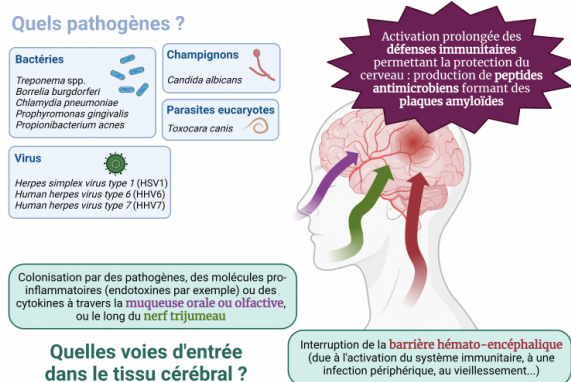 Quels pathogènes ?
Bactéries
Treponema spp.
Borrelia burgdorferi
Chlamydia pneumoniae
Prophyromonas gingivalis
Propionibacterium acnes
Champignons
Candida albicans
Parasites eucaryotes
Toxocara canis
Virus
Herpes simplex virus type 1 (HSV1)
Human herpes virus type 6 (HHV6)
Human herpes virus type 7 (HHV7)
Activation prolongée des
défenses immunitaires
permettant la protection du
cerveau : production de peptides
antimicrobiens formant des
plaques amyloïdes
Colonisation par des pathogènes, des molécules pro-
inflammatoires (endotoxines par exemple) ou des
cytokines à travers la muqueuse orale ou olfactive,
ou le long du nerf trijumeau
Quelles voies d'entrée
dans le tissu cérébral ?
Interruption de la barrière hémato-encéphalique
(due à l'activation du système immunitaire, à une
infection périphérique, au vieillessement...)